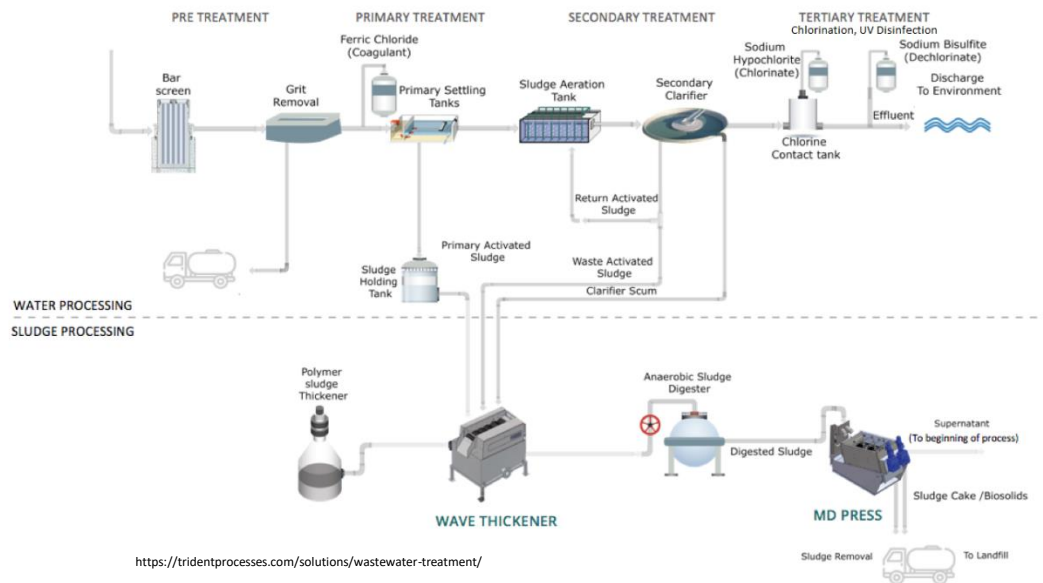 PRE TREATMENT
PRIMARY TREATMENT
SECONDARY TREATMENT
TERTIARY TREATMENT
Chlorination, UV Disinfection
Ferric Chloride
(Coagulant)
Sodium
Hypochlorite
(Chlorinate)
Sodium Bisulfite
(Dechlorinate)
Discharge
To Environment
Bar
screen
Grit
Removal
Primary Settling
Tanks
Sludge Aeration
Tank
Secondary
Clarifier
Effluent
Chlorine
Contact tank
Return Activated
Sludge
Primary Activated
Sludge
Sludge
Holding
Tank
Waste Activated
Sludge
Clarifier Scum
WATER PROCESSING
SLUDGE PROCESSING
Polymer
sludge
Thickener
Anaerobic Sludge
Digester
Supernatant
(To beginning of process)
Digested Sludge
Sludge Cake /Biosolids
WAVE THICKENER
MD PRESS
Sludge Removal
To Landfill
https://tridentprocesses.com/solutions/wastewater-treatment/